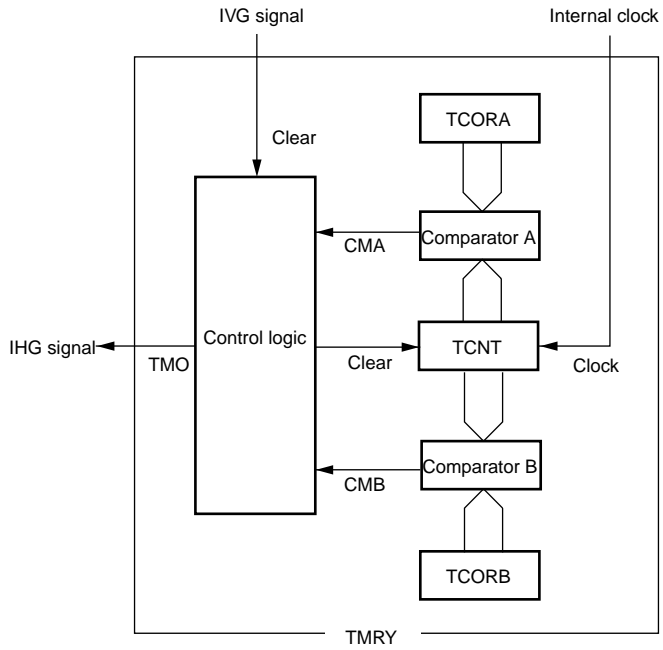 IVG signal
Internal clock
TCORA
Clear
CMA
Comparator A
IHG signal
TMO
Control logic
Clear
TCNT
Clock
CMB
Comparator B
TCORB
TMRY